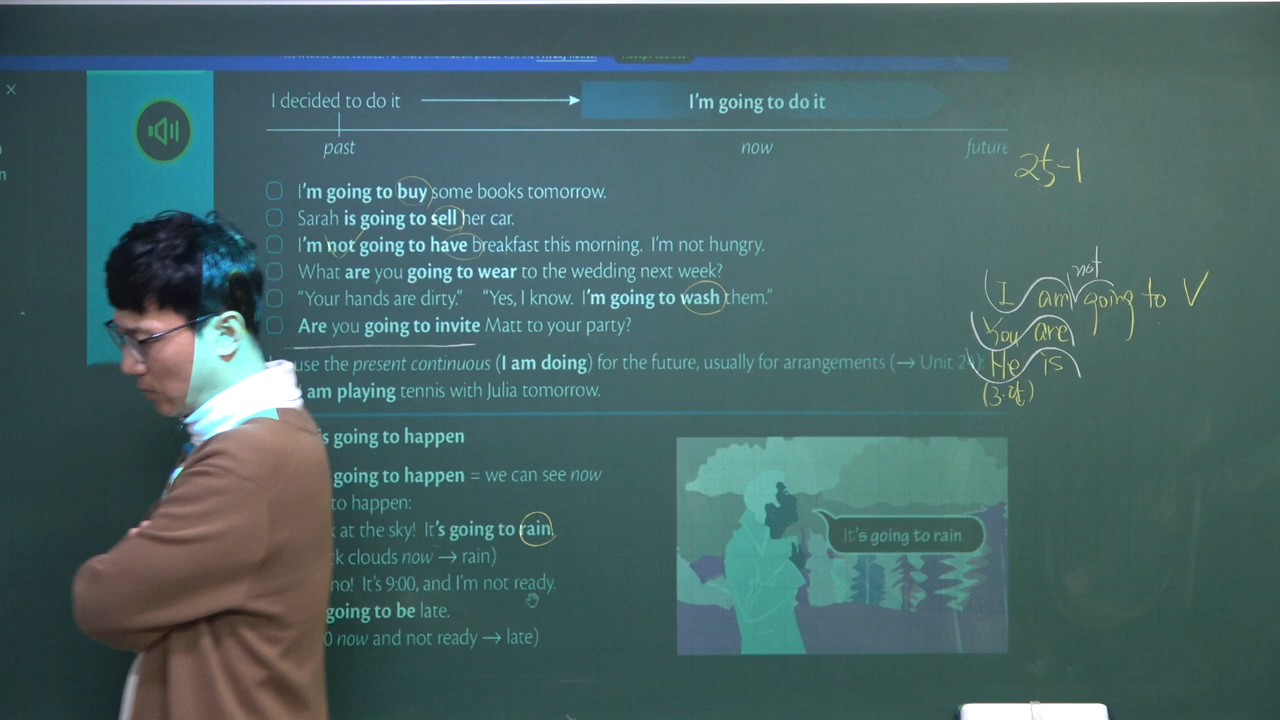 I decided to do it → I'm going to do it
past now future
I'm going to buy some books tomorrow.
Sarah is going to sell her car.
I'm not going to have breakfast this morning. I'm not hungry.
What are you going to wear to the wedding next week?
"Your hands are dirty." "Yes, I know. I'm going to wash them."
Are you going to invite Matt to your party?
use the present continuous (I am doing) for the future, usually for arrangements (→ Unit 2
am playing tennis with Julia tomorrow.
is going to happen
going to happen = we can see now
to happen:
at the sky! It's going to rain
clouds now → rain)
no! It's 9:00, and I'm not ready.
going to be late.
now and not ready → late)
It's going to rain
25-1
not
I am going to V
You are
He is